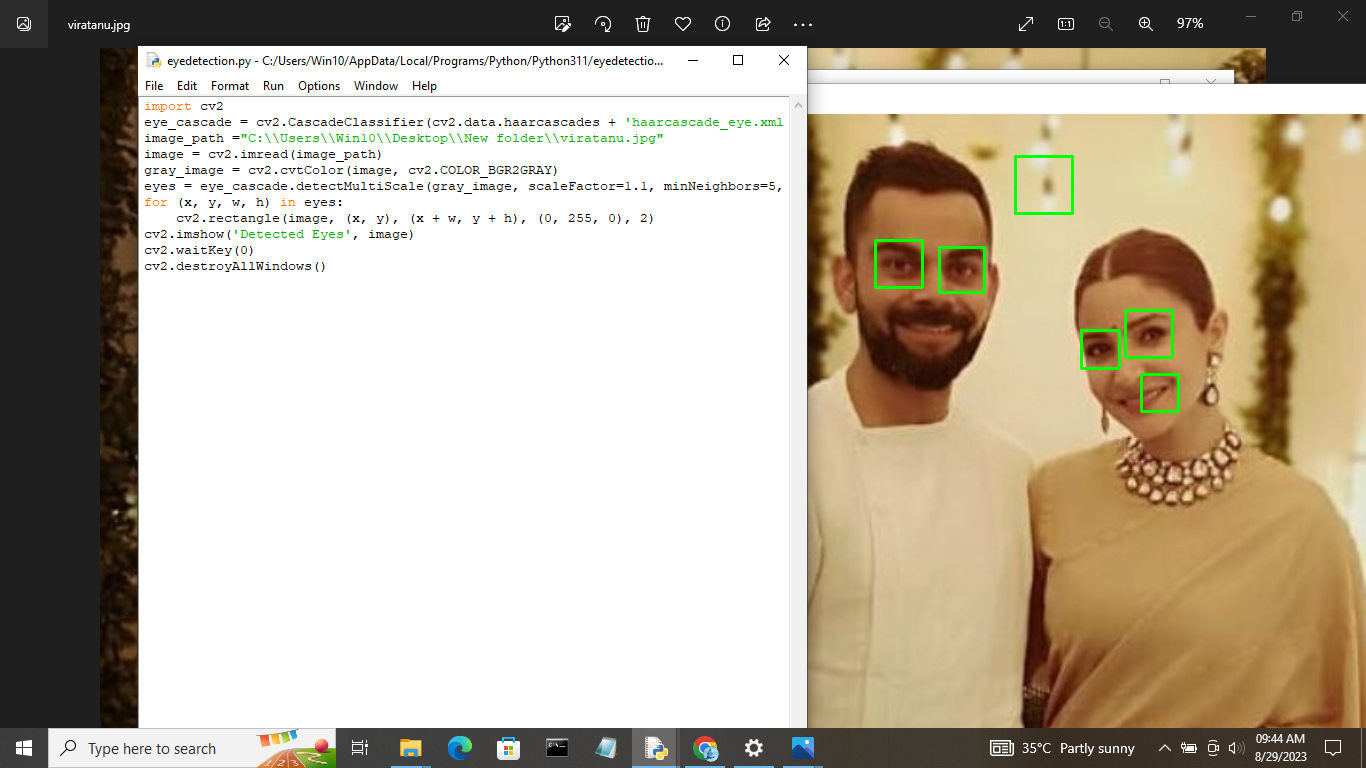 viratanu.jpg
97%
eyedetection.py - C:/Users/Win10/AppData/Local/Programs/Python/Python311/eyedetectio...
File Edit Format Run Options Window Help
import cv2
eye_cascade = cv2.CascadeClassifier(cv2.data.haarcascades + 'haarcascade_eye.xml
image_path ="C:\\Users\\Win10\\Desktop\\New folder\\viratanu.jpg"
image = cv2.imread(image_path)
gray_image = cv2.cvtColor(image, cv2.COLOR_BGR2GRAY)
eyes = eye_cascade.detectMultiScale(gray_image, scaleFactor=1.1, minNeighbors=5,
for (x, y, w, h) in eyes:
    cv2.rectangle(image, (x, y), (x + w, y + h), (0, 255, 0), 2)
cv2.imshow('Detected Eyes', image)
cv2.waitKey(0)
cv2.destroyAllWindows()
Type here to search
35°C Partly sunny
09:44 AM
8/29/2023